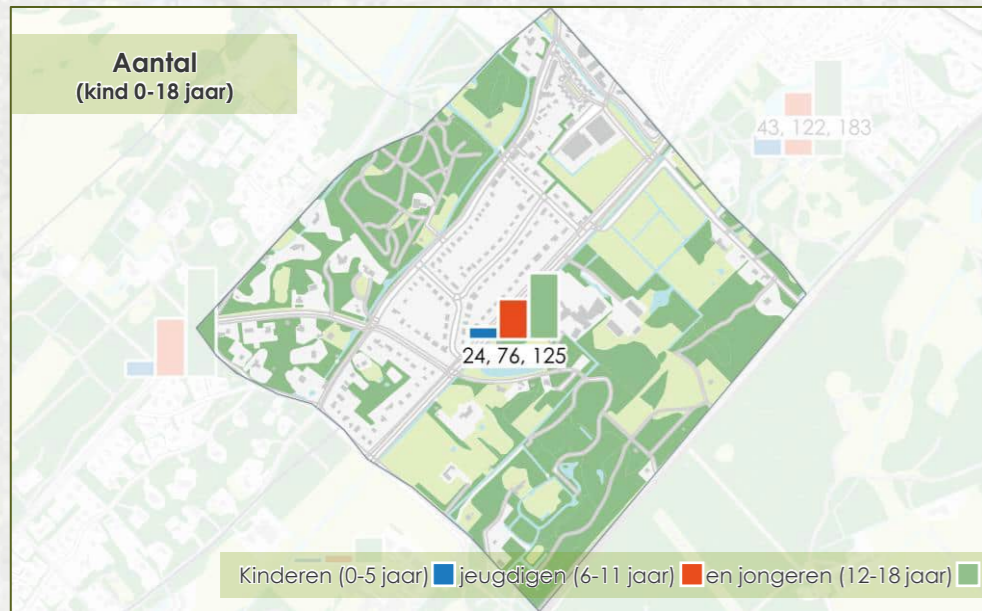 Aantal
(kind 0-18 jaar)
43, 122, 183
24, 76, 125
Kinderen (0-5 jaar) jeugdigen (6-11 jaar) en jongeren (12-18 jaar)